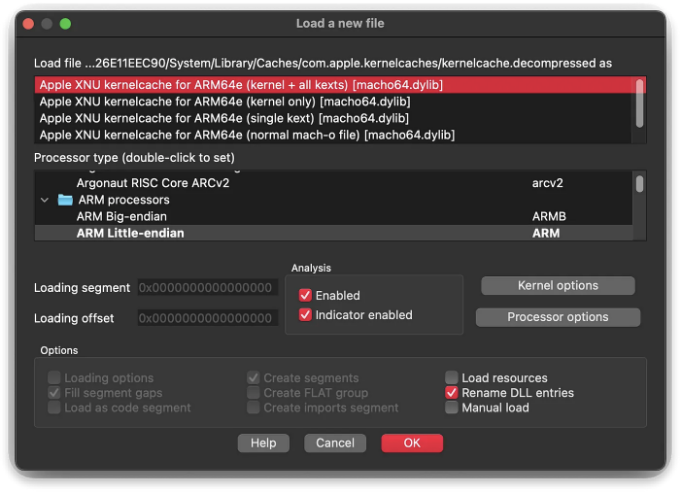 Load a new file
Load file ...26E11EEC90/System/Library/Caches/com.apple.kernelcaches/kernelcache.decompressed as
Apple XNU kernelcache for ARM64e (kernel + all kexts) [macho64.dylib]
Apple XNU kernelcache for ARM64e (kernel only) [macho64.dylib]
Apple XNU kernelcache for ARM64e (single kext) [macho64.dylib]
Apple XNU kernelcache for ARM64e (normal mach-o file) [macho64.dylib]
Processor type (double-click to set)
Argonaut RISC Core ARCv2 arcv2
ARM processors
ARM Big-endian ARMB
ARM Little-endian ARM
Analysis
Loading segment 0x0000000000000000 Enabled Kernel options
Loading offset 0x0000000000000000 Indicator enabled Processor options
Options
Loading options Create segments Load resources
Fill segment gaps Create FLAT group Rename DLL entries
Load as code segment Create imports segment Manual load
Help Cancel OK